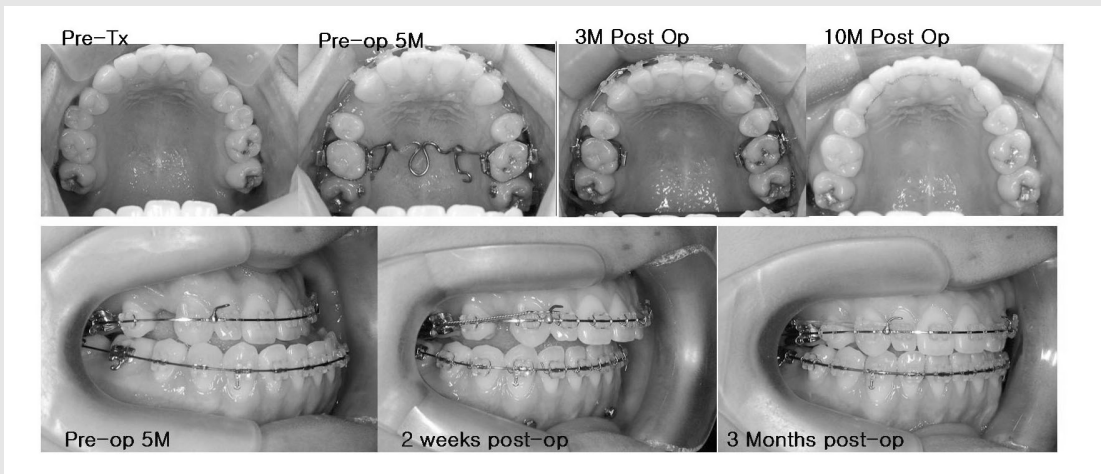 Pre-Tx
Pre-op 5M
3M Post Op
10M Post Op
Pre-op 5M
2 weeks post-op
3 Months post-op